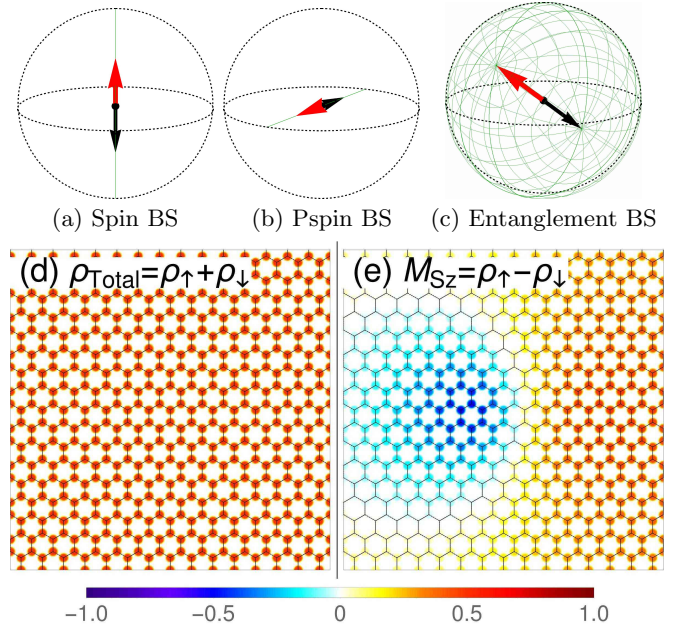 (a) Spin BS
(b) Pspin BS
(c) Entanglement BS
(d) ρTotal=ρ↑+ρ↓
(e) MSz=ρ↑−ρ↓
−1.0 −0.5 0 0.5 1.0